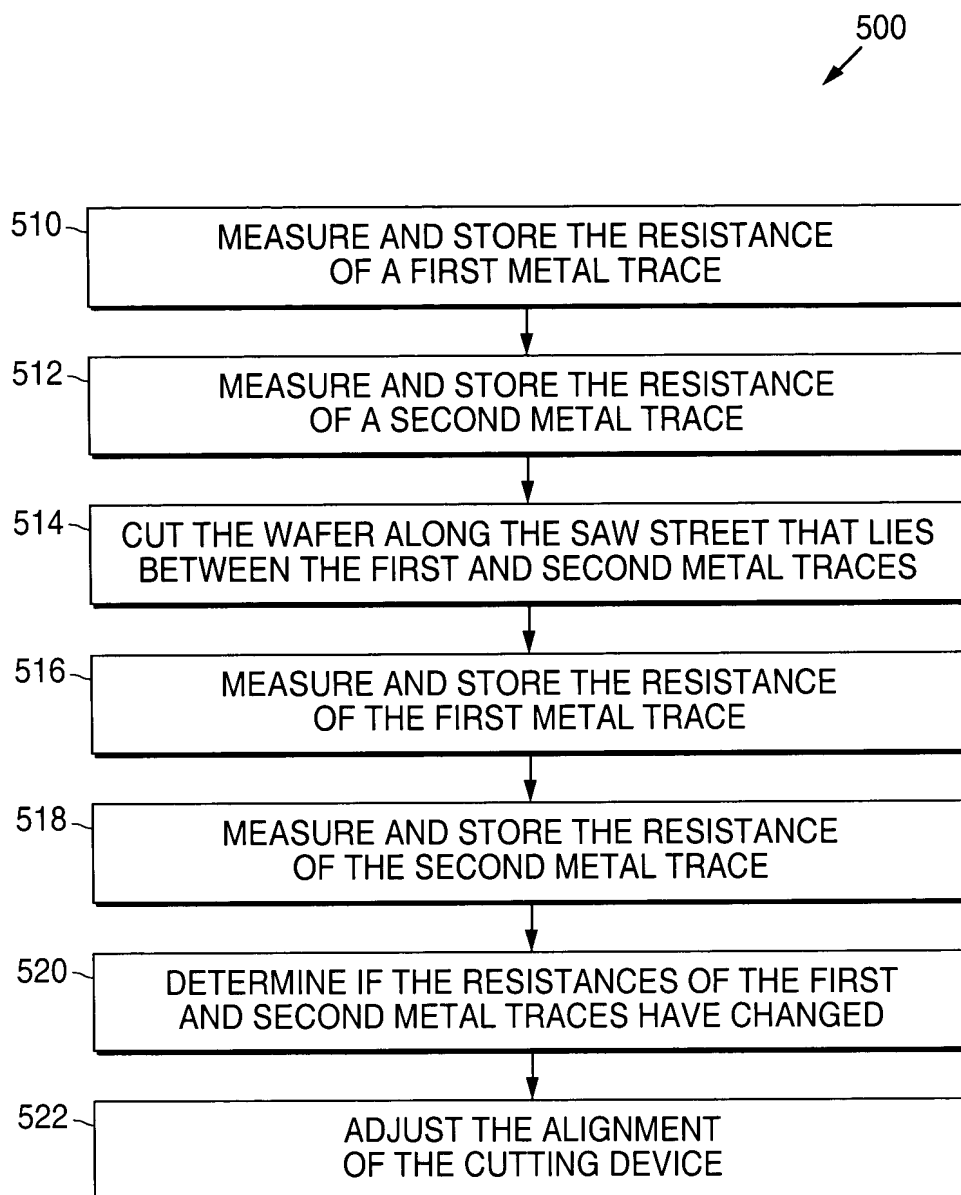 500
510
MEASURE AND STORE THE RESISTANCE
OF A FIRST METAL TRACE
512
MEASURE AND STORE THE RESISTANCE
OF A SECOND METAL TRACE
514
CUT THE WAFER ALONG THE SAW STREET THAT LIES
BETWEEN THE FIRST AND SECOND METAL TRACES
516
MEASURE AND STORE THE RESISTANCE
OF THE FIRST METAL TRACE
518
MEASURE AND STORE THE RESISTANCE
OF THE SECOND METAL TRACE
520
DETERMINE IF THE RESISTANCES OF THE FIRST
AND SECOND METAL TRACES HAVE CHANGED
522
ADJUST THE ALIGNMENT
OF THE CUTTING DEVICE